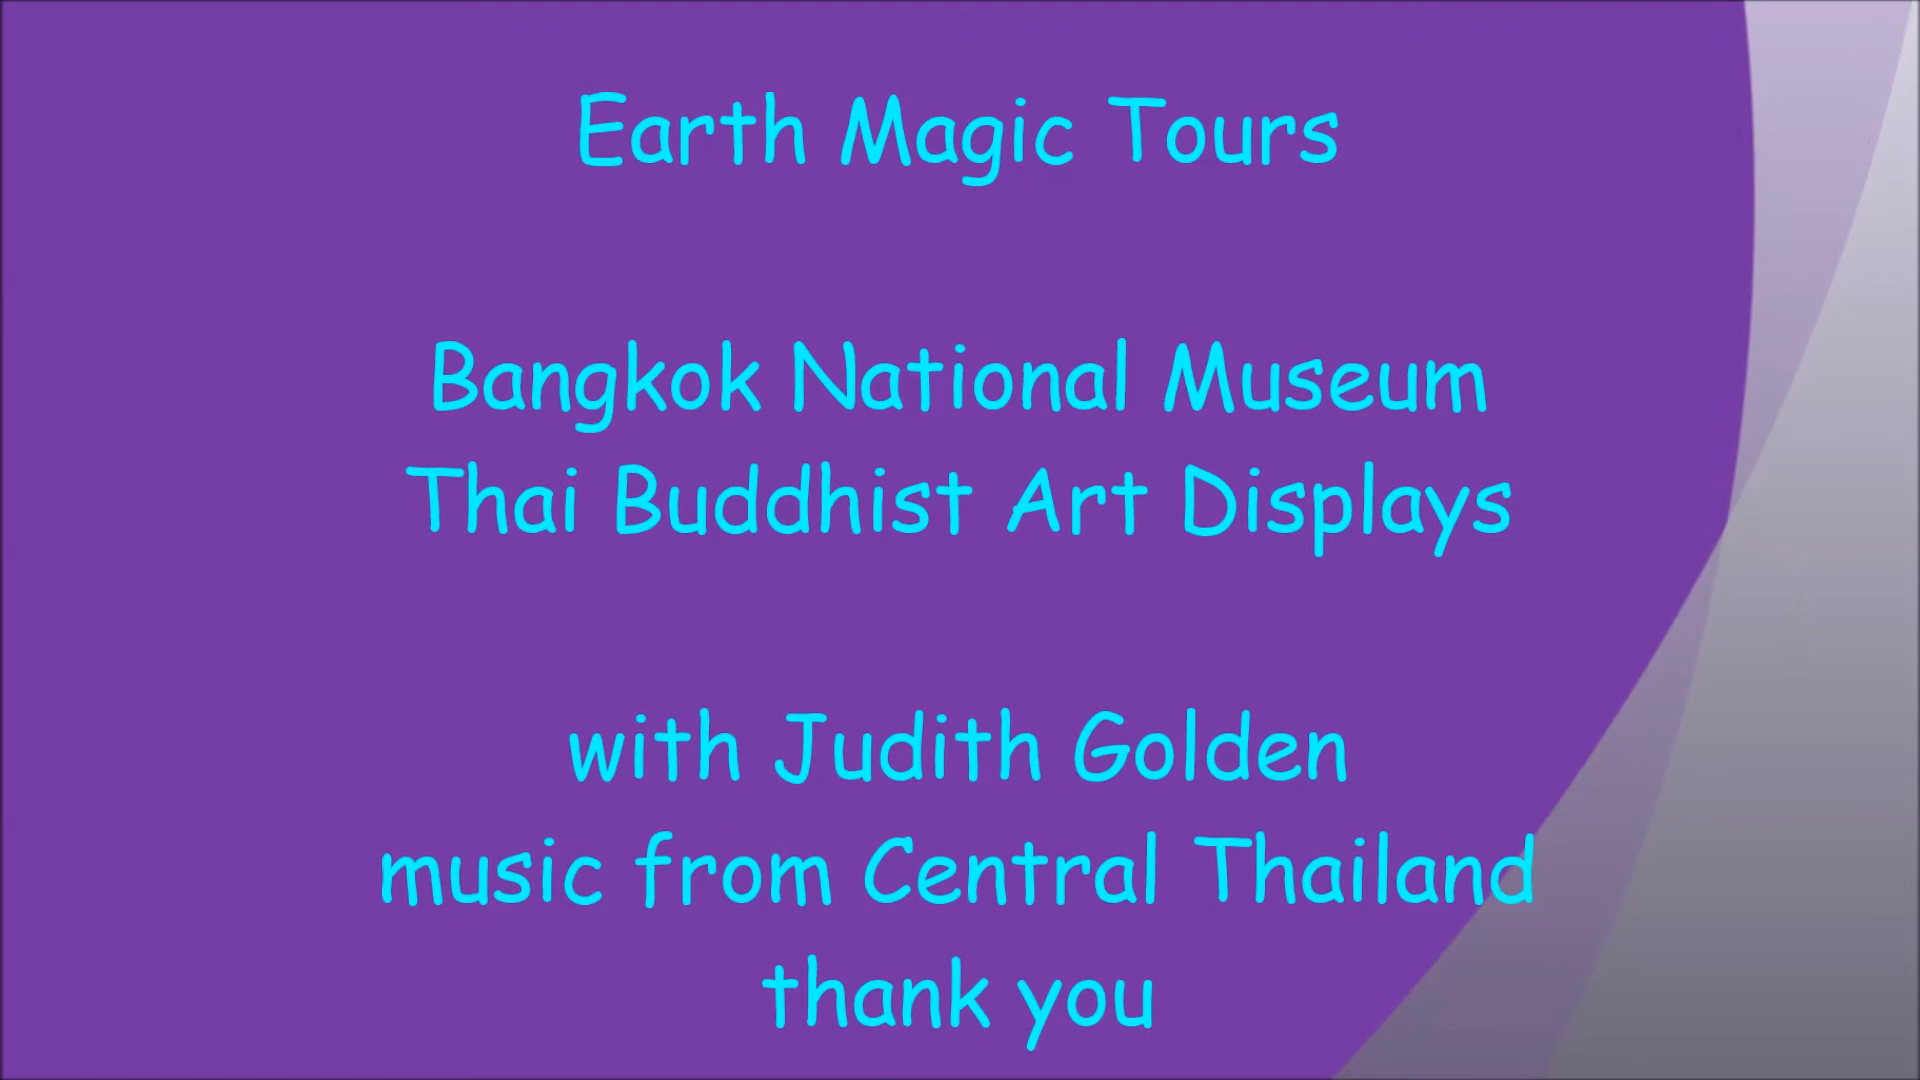 Earth Magic Tours
Bangkok National Museum
Thai Buddhist Art Displays
with Judith Golden
music from Central Thailand
thank you